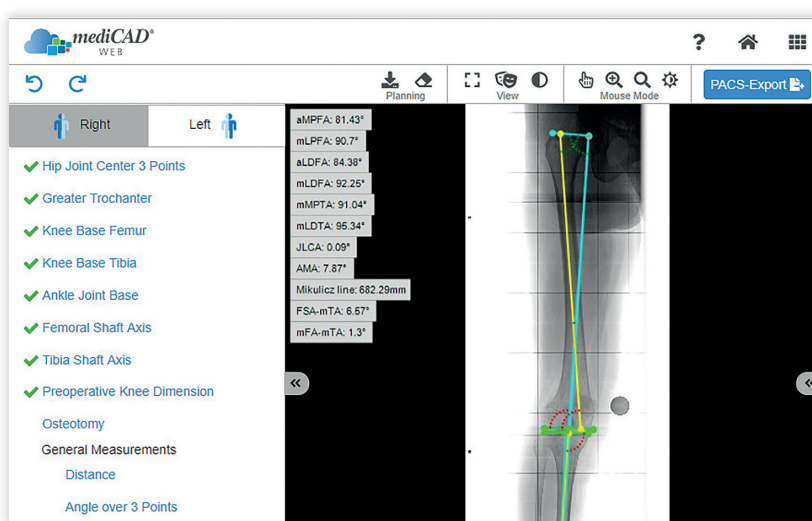 mediCAD®
WEB
?
Planning
View
Mouse Mode
PACS-Export
Right
Left
Hip Joint Center 3 Points
Greater Trochanter
Knee Base Femur
Knee Base Tibia
Ankle Joint Base
Femoral Shaft Axis
Tibia Shaft Axis
Preoperative Knee Dimension
Osteotomy
General Measurements
Distance
Angle over 3 Points
aMPFA: 81.43°
mLPFA: 90.7°
aLDFA: 84.38°
mLDFA: 92.25°
mMPTA: 91.04°
mLDTA: 95.34°
JLCA: 0.09°
AMA: 7.87°
Mikulicz line: 682.29mm
FSA-mTA: 6.57°
mFA-mTA: 1.3°